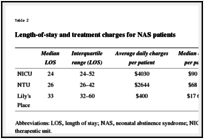 Table 2
Length-of-stay and treatment charges for NAS patients
Median Interquartile Average daily charges Median
LOS range (LOS) per patient per
NICU 24 24–52 $4030 $90
NTU 26 26–42 $2644 $68
Lily's 33 32–60 $400 $17
Place
Abbreviations: LOS, length of stay; NAS, neonatal abstinence syndrome;
therapeutic unit.